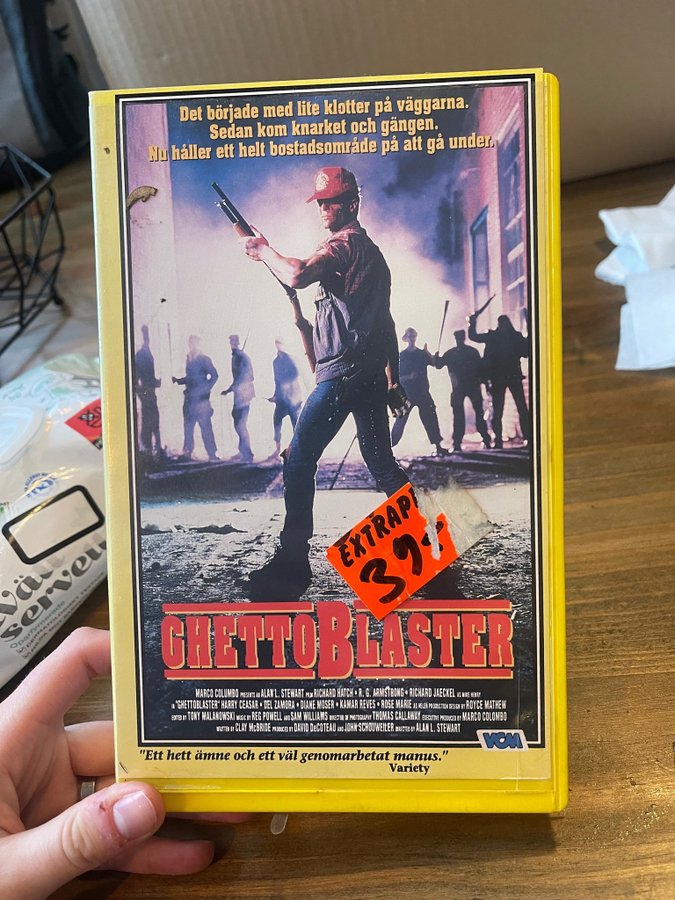 Det började med lite klotter på väggarna.
Sedan kom knarket och gängen.
Nu håller ett helt bostadsområde på att gå under.
EXTRAP
39:-
GHETTOBLASTER
MARCO COLUMBO PRESENTS AN ALAN L. STEWART FILM RICHARD HATCH • R. G. ARMSTRONG • RICHARD JAECKEL AS MIKE HENRY
IN "GHETTOBLASTER" HARRY CEASAR • DEL ZAMORA • DIANE MOSER • KAMAR REVES • ROSE MARIE AS HELEN PRODUCTION DESIGN BY ROYCE MATHEW
EDITED BY TONY MALANOWSKI MUSIC BY REG POWELL AND SAM WILLIAMS DIRECTOR OF PHOTOGRAPHY THOMAS CALLAWAY EXECUTIVE PRODUCER MARCO COLOMBO
WRITTEN BY CLAY McBRIDE PRODUCED BY DAVID DeCOTEAU AND JOHN SCHOUWEILER DIRECTED BY ALAN L. STEWART
VCM
"Ett hett ämne och ett väl genomarbetat manus."
Variety
serve